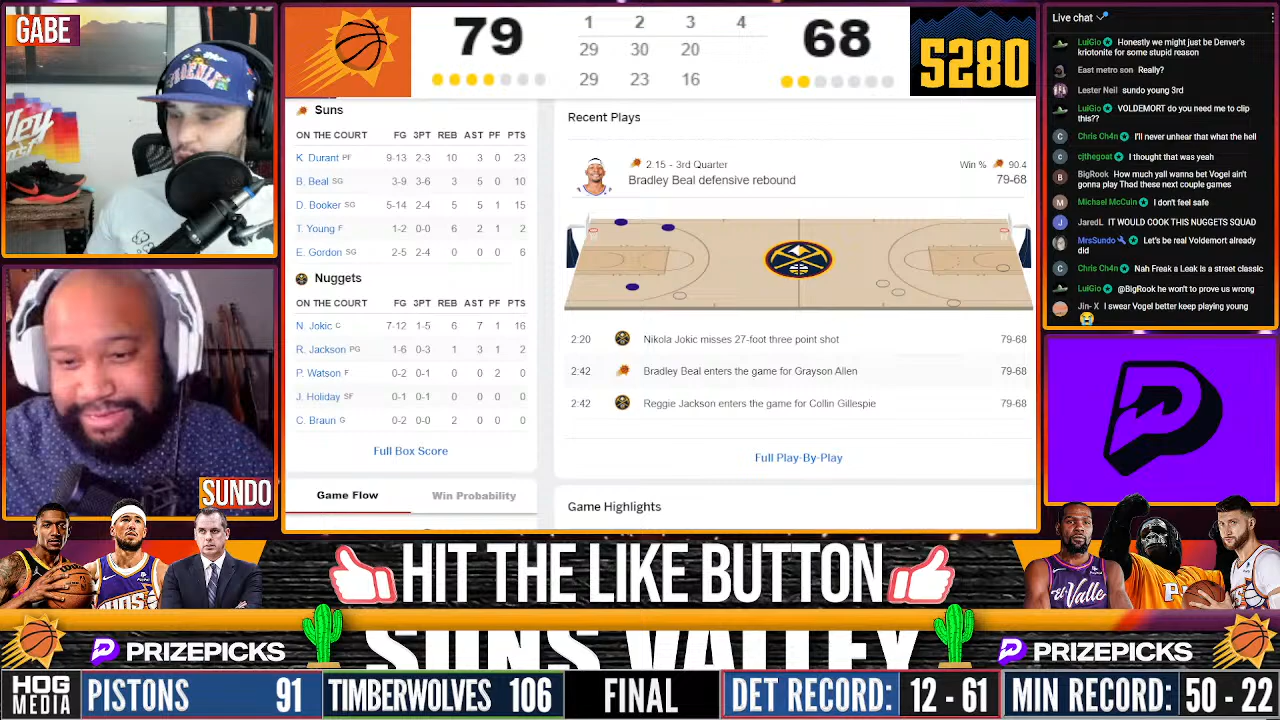 GABE
SUNDO
79
1 2 3 4
29 30 20
29 23 16
68
5280
Suns
ON THE COURT FG 3PT REB AST PF PTS
K. Durant PF 9-13 2-3 10 3 0 23
B. Beal SG 3-9 3-6 3 5 0 10
D. Booker SG 5-14 2-4 5 5 1 15
T. Young F 1-2 0-0 6 2 1 2
E. Gordon SG 2-5 2-4 0 0 0 6
Nuggets
ON THE COURT FG 3PT REB AST PF PTS
N. Jokic C 7-12 1-5 6 7 1 16
R. Jackson PG 1-6 0-3 1 3 1 2
P. Watson F 0-2 0-1 0 0 2 0
J. Holiday SF 0-1 0-1 0 0 0 0
C. Braun G 0-2 0-0 2 0 0 0
Full Box Score
Game Flow Win Probability
Recent Plays
2:15 - 3rd Quarter Win % 90.4
Bradley Beal defensive rebound 79-68
2:20 Nikola Jokic misses 27-foot three point shot 79-68
2:42 Bradley Beal enters the game for Grayson Allen 79-68
2:42 Reggie Jackson enters the game for Collin Gillespie 79-68
Full Play-By-Play
Game Highlights
Live chat
LuiGio Honestly we might just be Denver's
kriotonite for some stupid reason
East metro son Really?
Lester Neil sundo young 3rd
LuiGio VOLDEMORT do you need me to clip
this??
Chris Ch4n I'll never unhear that what the hell
cjthegoat I thought that was yeah
BigRook How much yall wanna bet Vogel ain't
gonna play Thad these next couple games
Michael McCuin I don't feel safe
JaredL IT WOULD COOK THIS NUGGETS SQUAD
MrsSundo Let's be real Voldemort already
did
Chris Ch4n Nah Freak a Leak is a street classic
LuiGio @BigRook he won't to prove us wrong
Jin- X I swear Vogel better keep playing young
HIT THE LIKE BUTTON
SUNS VALLEY
PRIZEPICKS
PRIZEPICKS
HOG
MEDIA
PISTONS 91 TIMBERWOLVES 106 FINAL DET RECORD: 12 - 61 MIN RECORD: 50 - 22